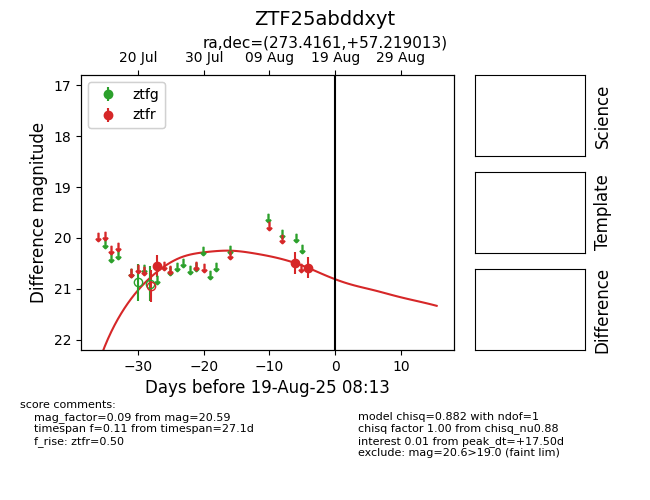 ZTF25abddxyt
ra,dec=(273.4161,+57.219013)
20 Jul 30 Jul 09 Aug 19 Aug 29 Aug
17
18
19
20
21
22
Difference magnitude
ztfg
ztfr
−30 −20 −10 0 10
Days before 19-Aug-25 08:13
Science
Template
Difference
score comments:
mag_factor=0.09 from mag=20.59
timespan f=0.11 from timespan=27.1d
f_rise: ztfr=0.50
model chisq=0.882 with ndof=1
chisq factor 1.00 from chisq_nu0.88
interest 0.01 from peak_dt=+17.50d
exclude: mag=20.6>19.0 (faint lim)